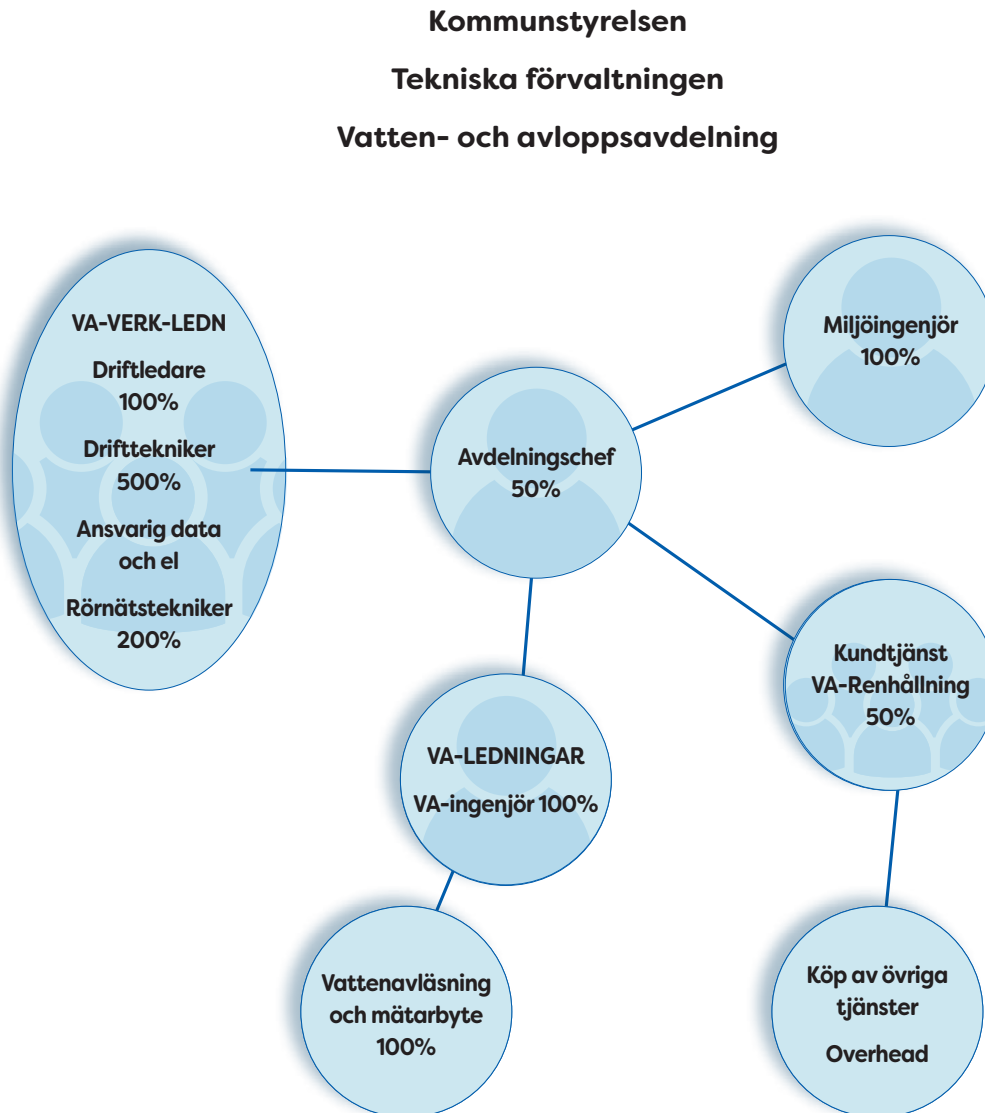 Kommunstyrelsen
Tekniska förvaltningen
Vatten- och avloppsavdelning
VA-VERK-LEDN
Driftledare
100%
Drifttekniker
500%
Ansvarig data
och el
Rörnätstekniker
200%
Avdelningschef
50%
Miljöingenjör
100%
Kundtjänst
VA-Renhållning
50%
VA-LEDNINGAR
VA-ingenjör 100%
Vattenavläsning
och mätarbyte
100%
Köp av övriga
tjänster
Overhead